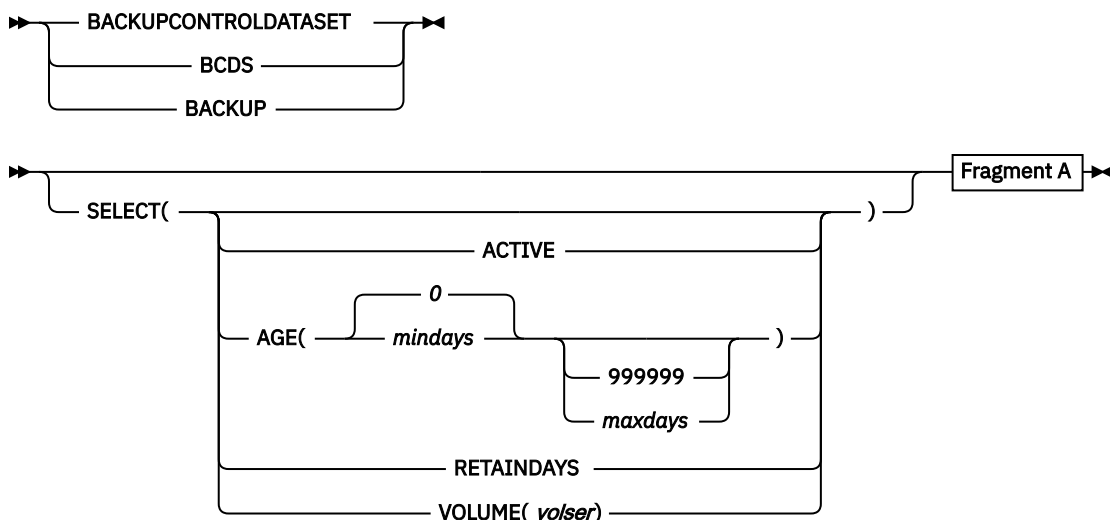 BACKUPCONTROLDATASET
BCDS
BACKUP
Fragment A
SELECT( )
ACTIVE
0
AGE( mindays )
999999
maxdays
RETAINDAYS
VOLUME( volser)